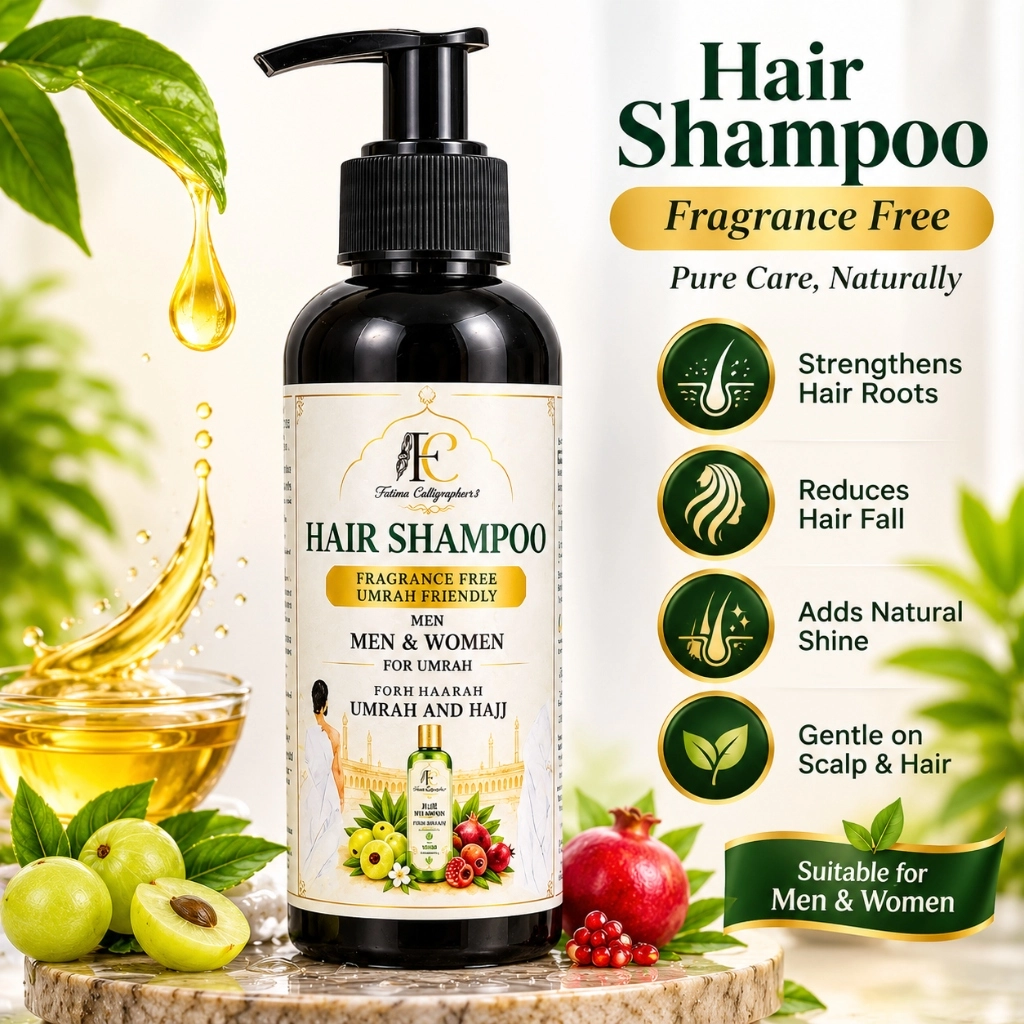 Hair
Shampoo
Fragrance Free
Pure Care, Naturally
Strengthens
Hair Roots
Reduces
Hair Fall
Adds Natural
Shine
Gentle on
Scalp & Hair
Suitable for
Men & Women
FC
Fatima Calligrapher's
HAIR SHAMPOO
FRAGRANCE FREE
UMRAH FRIENDLY
MEN
MEN & WOMEN
FOR UMRAH
FORH HAARAH
UMRAH AND HAJJ
FC